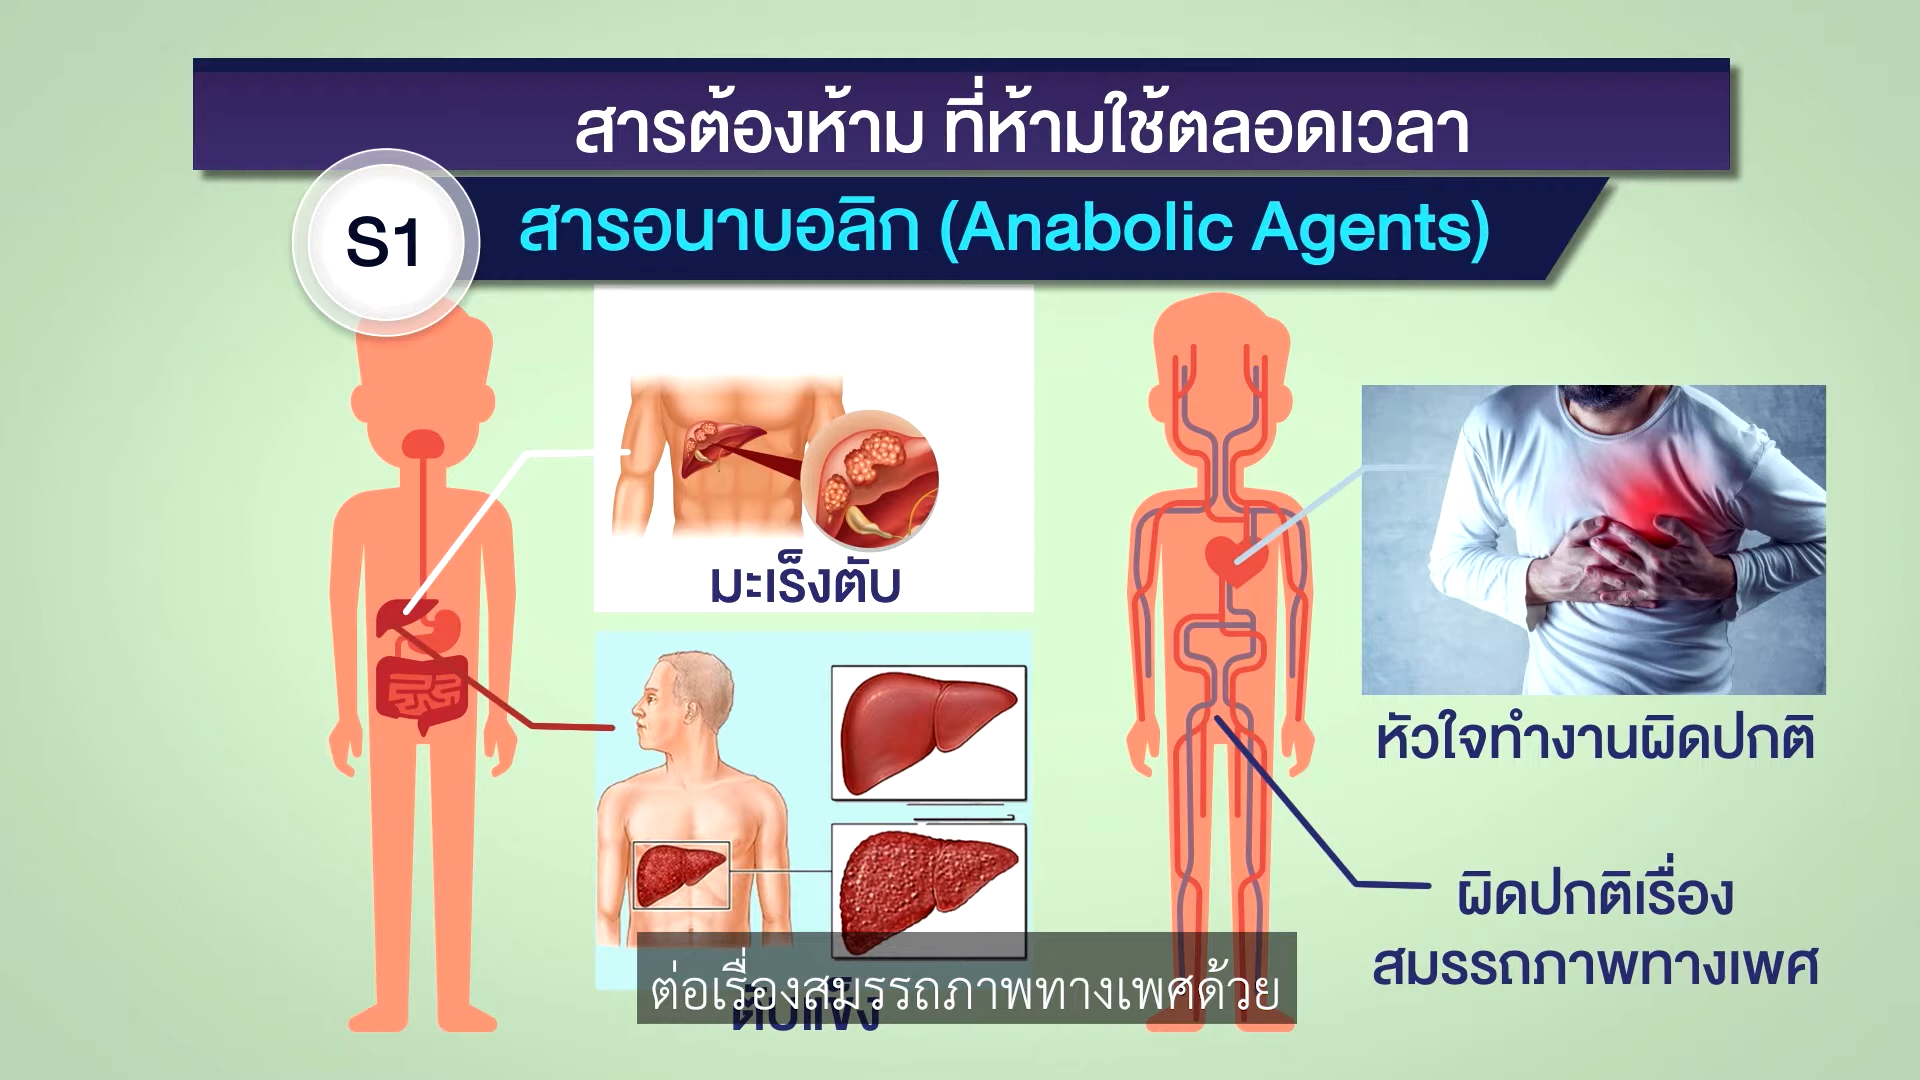 สารต้องห้าม ที่ห้ามใช้ตลอดเวลา
S1
สารอนาบอลิก (Anabolic Agents)
มะเร็งตับ
หัวใจทำงานผิดปกติ
ผิดปกติเรื่อง
สมรรถภาพทางเพศ
ตับแข็ง
ต่อเรื่องสมรรถภาพทางเพศด้วย